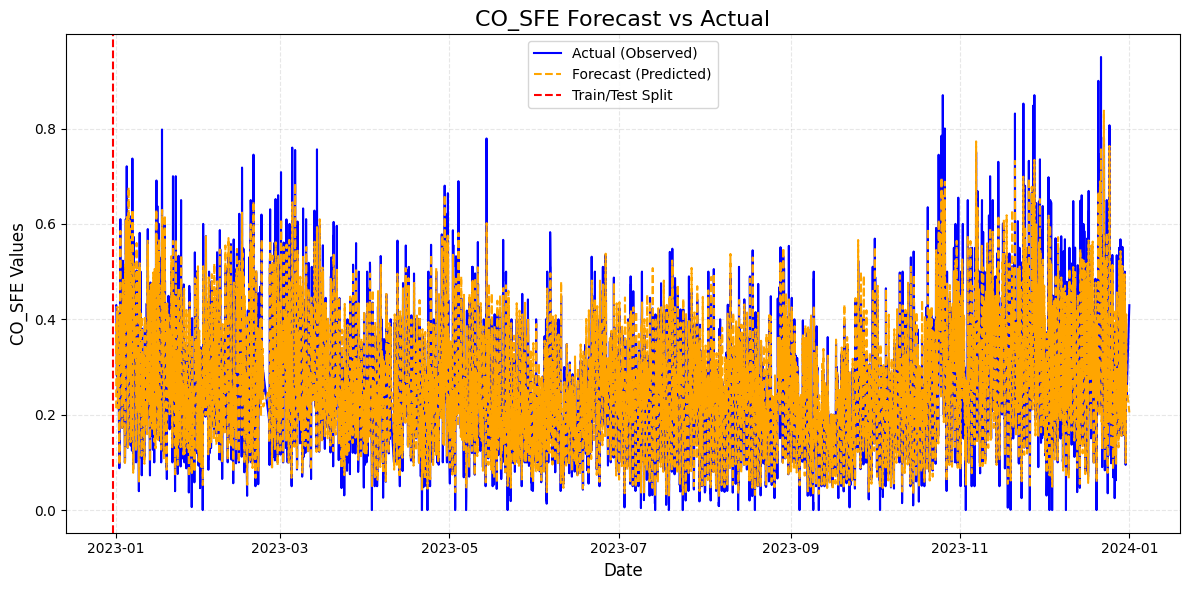 CO_SFE Forecast vs Actual
Actual (Observed)
Forecast (Predicted)
Train/Test Split
CO_SFE Values
0.8
0.6
0.4
0.2
0.0
2023-01 2023-03 2023-05 2023-07 2023-09 2023-11 2024-01
Date